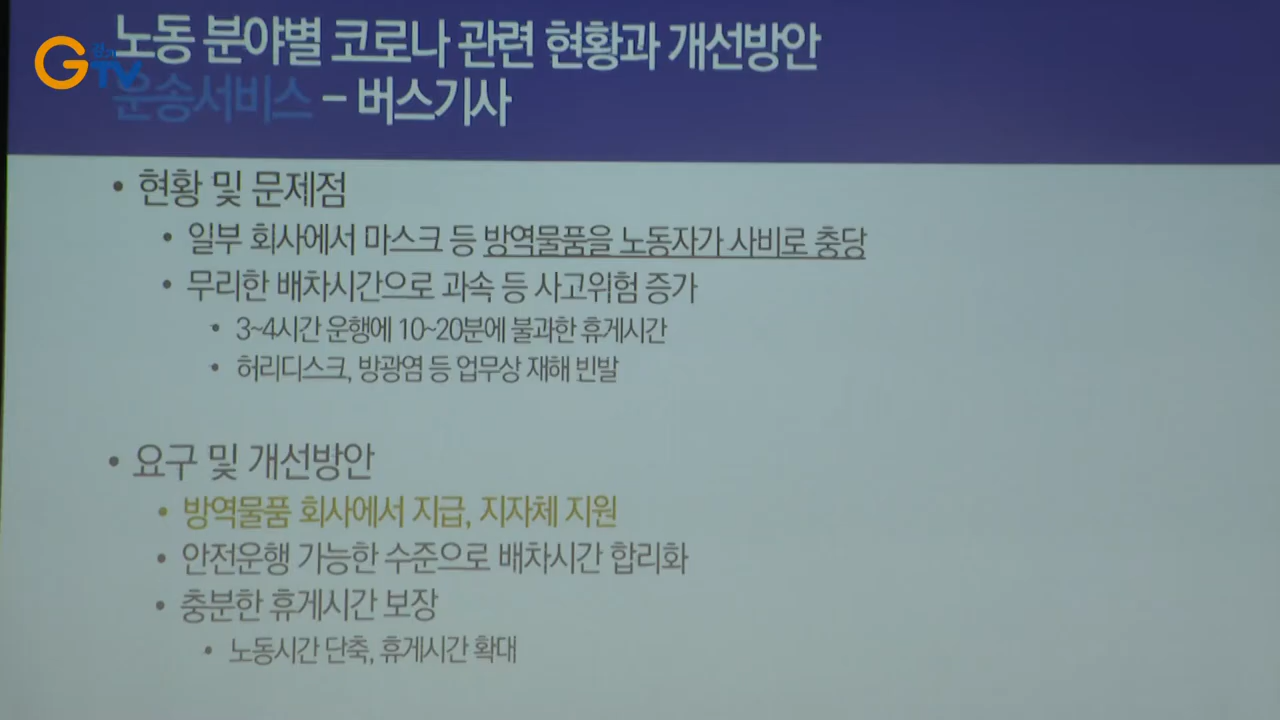 노동 분야별 코로나 관련 현황과 개선방안
GTV
운송서비스 – 버스기사
• 현황 및 문제점
• 일부 회사에서 마스크 등 방역물품을 노동자가 사비로 충당
• 무리한 배차시간으로 과속 등 사고위험 증가
• 3~4시간 운행에 10~20분에 불과한 휴게시간
• 허리디스크, 방광염 등 업무상 재해 빈발
• 요구 및 개선방안
• 방역물품 회사에서 지급, 지자체 지원
• 안전운행 가능한 수준으로 배차시간 합리화
• 충분한 휴게시간 보장
• 노동시간 단축, 휴게시간 확대